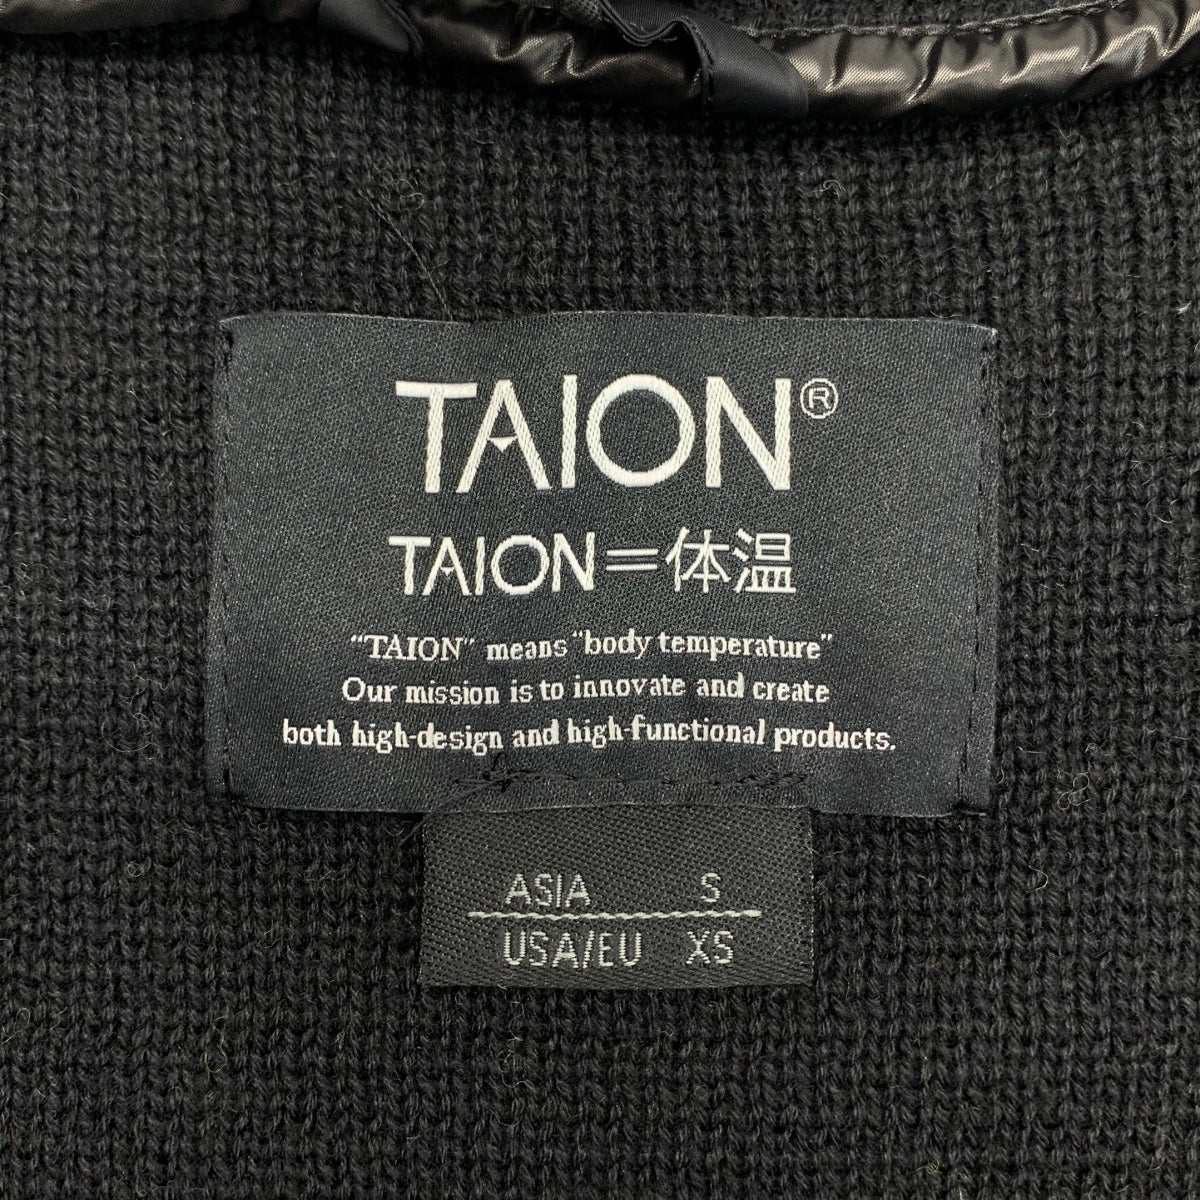 TAION®
TAION=体温
"TAION" means "body temperature"
Our mission is to innovate and create
both high-design and high-functional products.
ASIA S
USA/EU XS